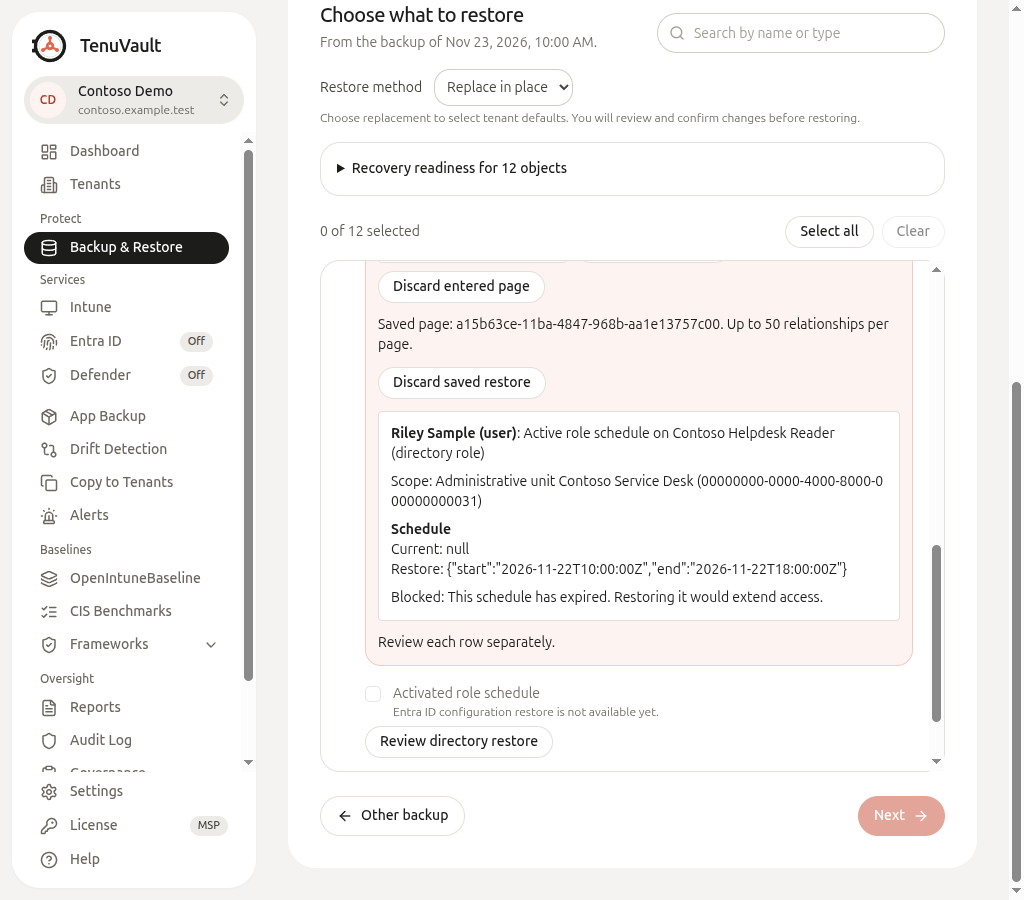 TenuVault
CD
Contoso Demo
contoso.example.test
Dashboard
Tenants
Protect
Backup & Restore
Services
Intune
Entra ID
Off
Defender
Off
App Backup
Drift Detection
Copy to Tenants
Alerts
Baselines
OpenIntuneBaseline
CIS Benchmarks
Frameworks
Oversight
Reports
Audit Log
Governance
Settings
License
MSP
Help
Choose what to restore
From the backup of Nov 23, 2026, 10:00 AM.
Search by name or type
Restore method
Replace in place
Choose replacement to select tenant defaults. You will review and confirm changes before restoring.
Recovery readiness for 12 objects
0 of 12 selected
Select all
Clear
Discard entered page
Saved page: a15b63ce-11ba-4847-968b-aa1e13757c00. Up to 50 relationships per
page.
Discard saved restore
Riley Sample (user): Active role schedule on Contoso Helpdesk Reader
(directory role)
Scope: Administrative unit Contoso Service Desk (00000000-0000-4000-8000-0
00000000031)
Schedule
Current: null
Restore: {"start":"2026-11-22T10:00:00Z","end":"2026-11-22T18:00:00Z"}
Blocked: This schedule has expired. Restoring it would extend access.
Review each row separately.
Activated role schedule
Entra ID configuration restore is not available yet.
Review directory restore
Other backup
Next